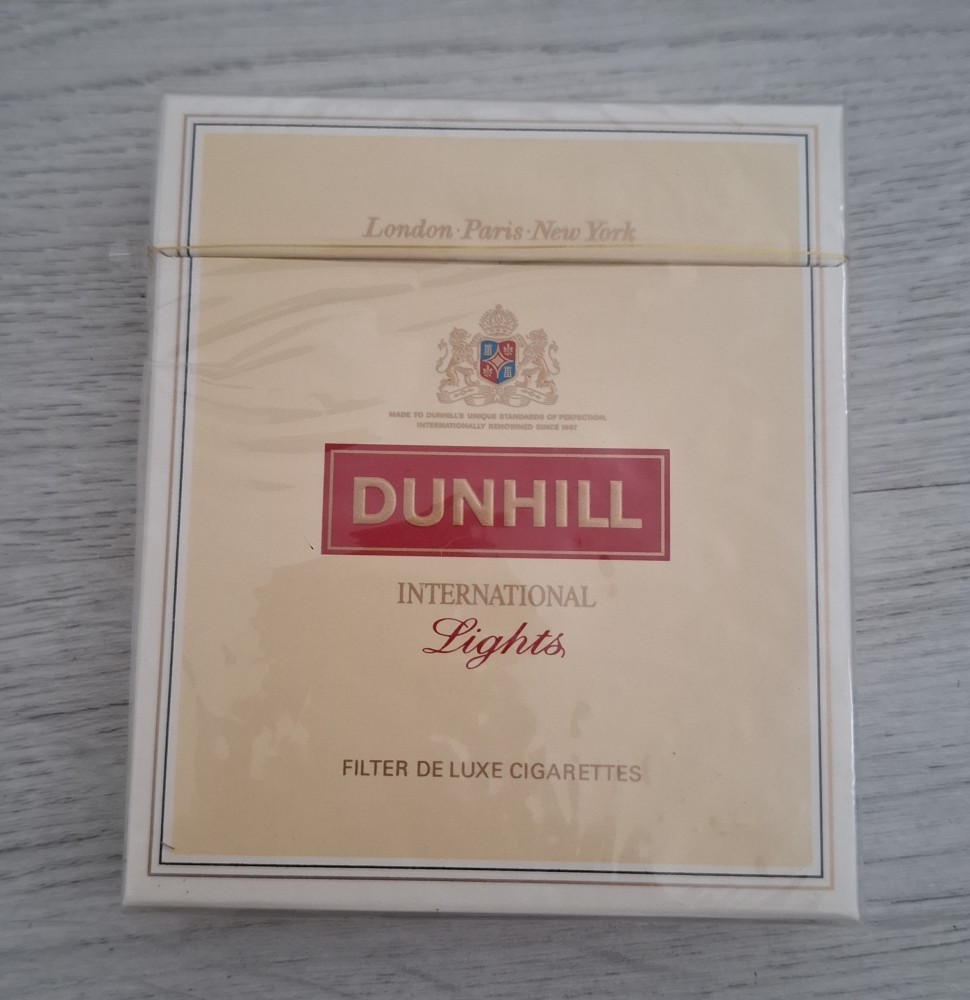 London·Paris·New York
MADE TO DUNHILL'S UNIQUE STANDARDS OF PERFECTION.
INTERNATIONALLY RENOWNED SINCE 1907
DUNHILL
INTERNATIONAL
Lights
FILTER DE LUXE CIGARETTES